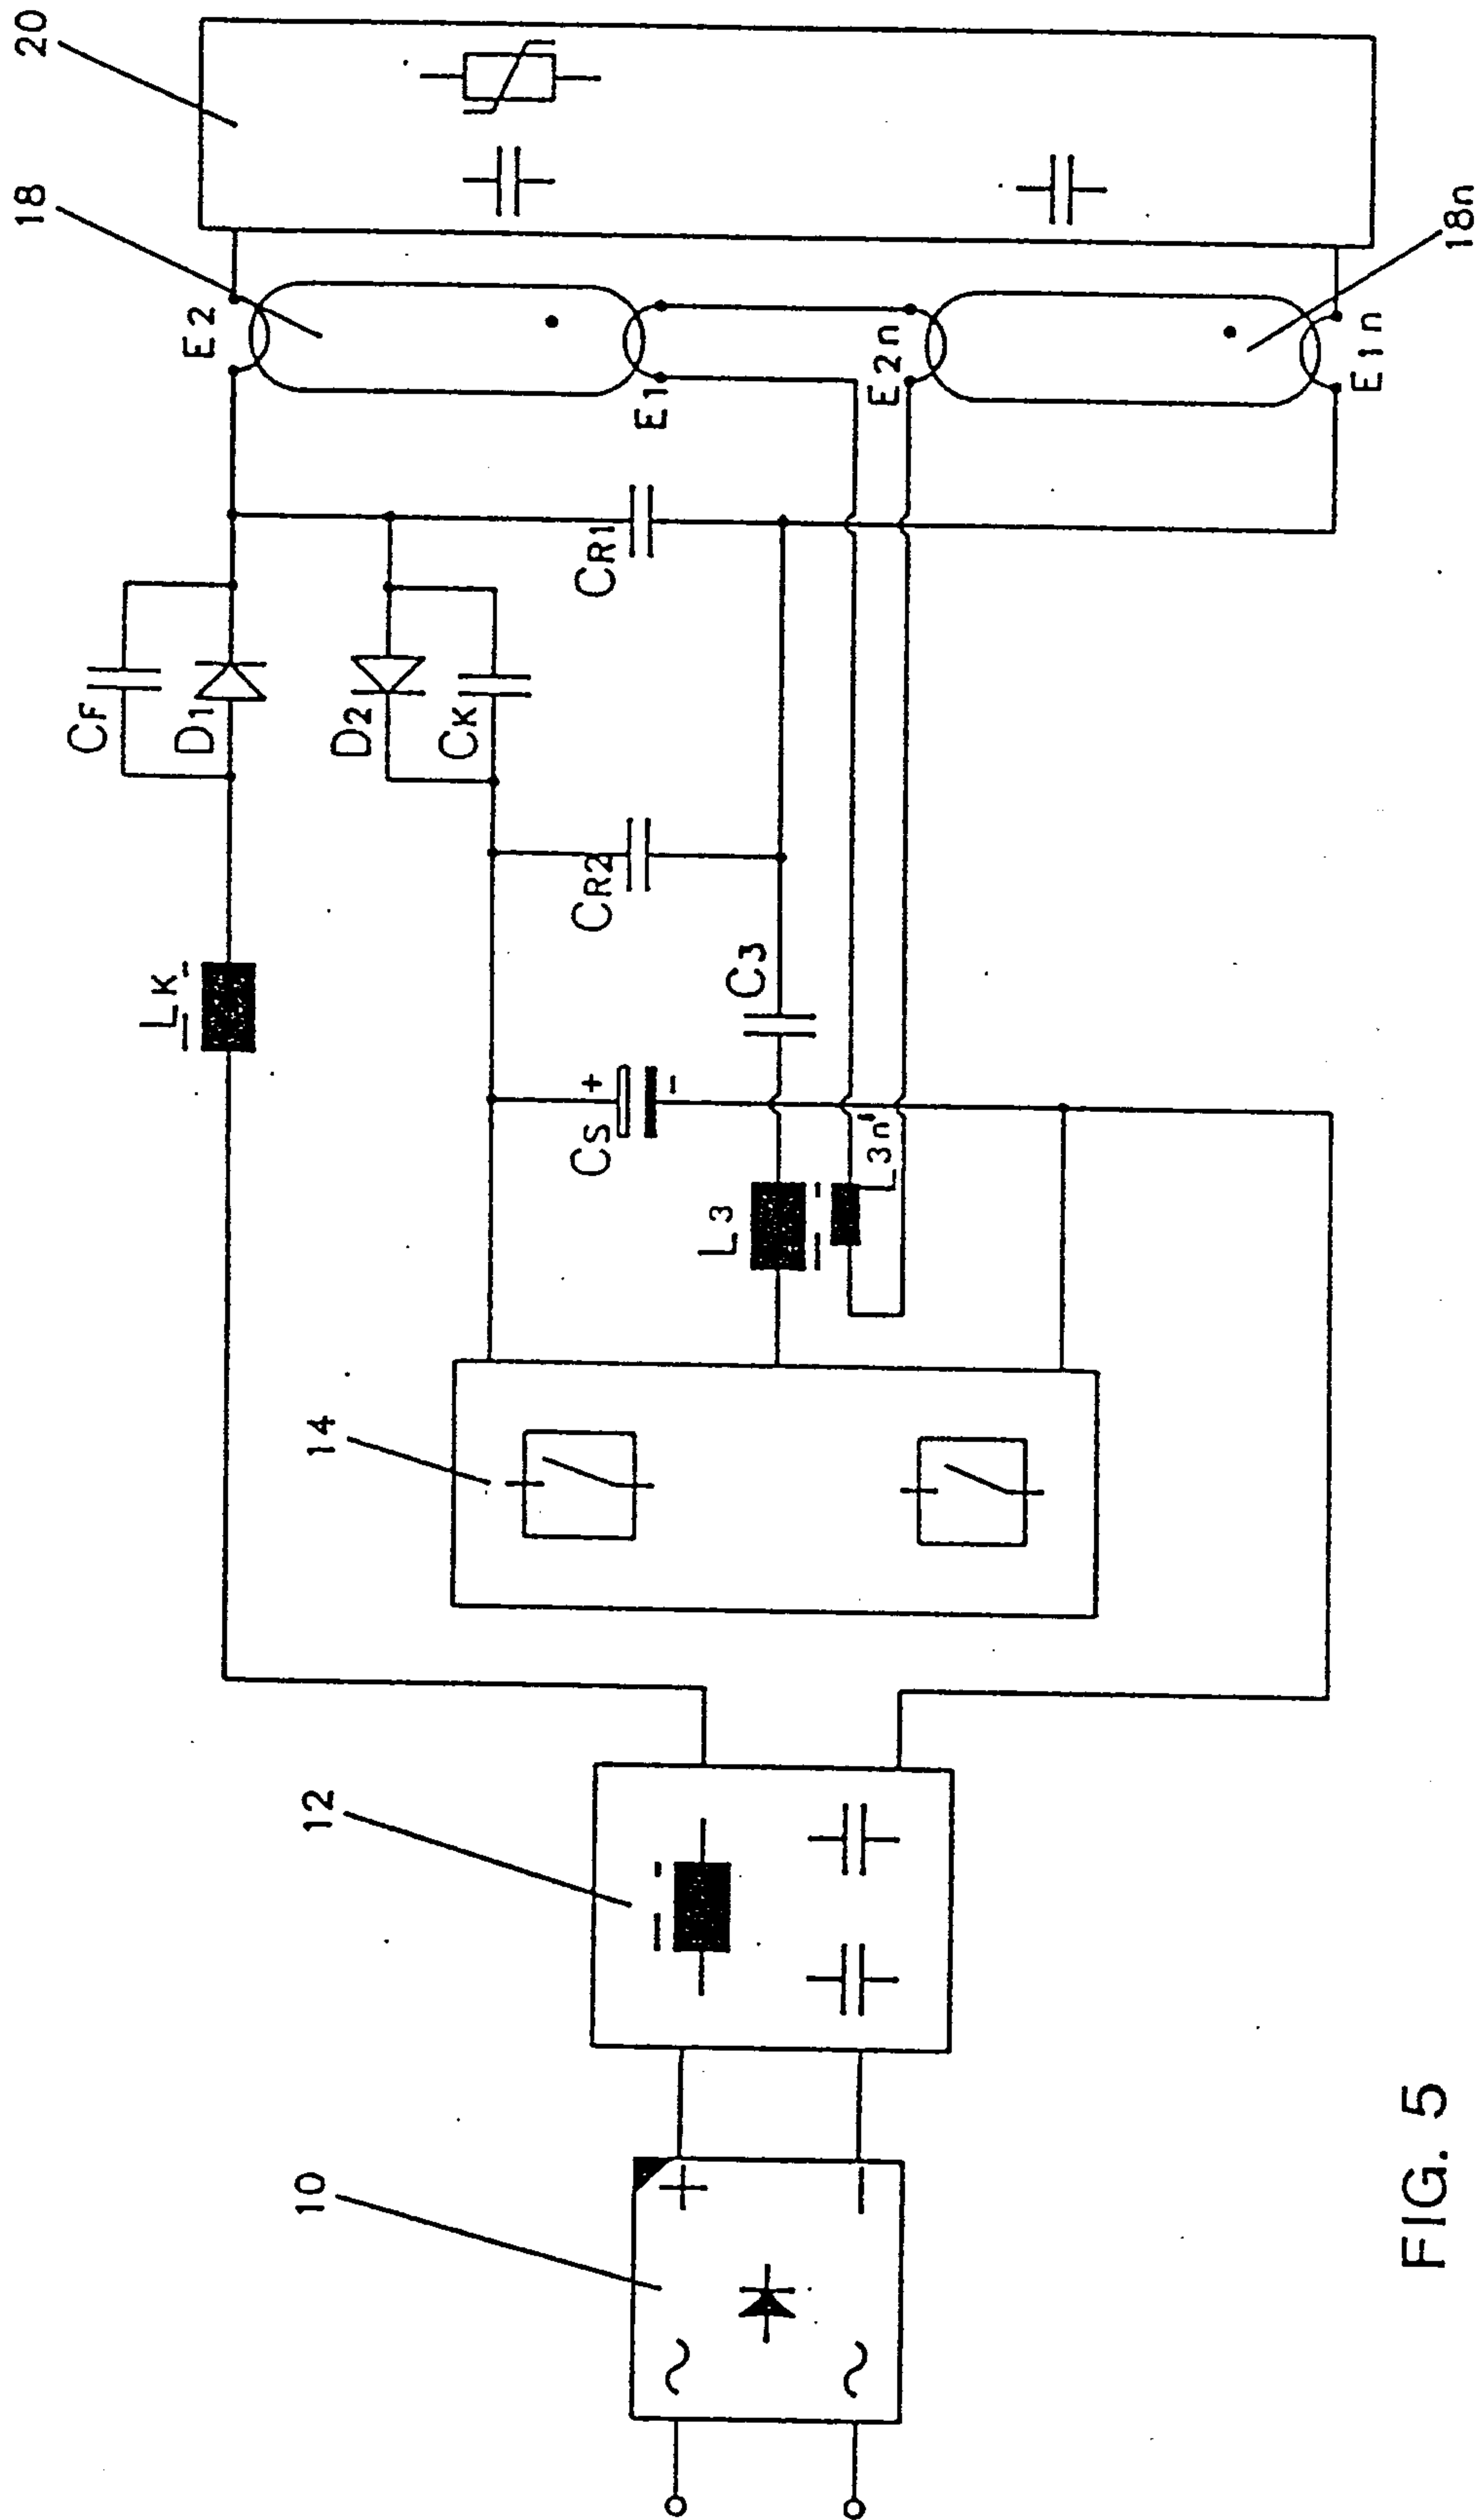 20
18
E2
CF
D1
LK
D2
CK
CR1
E1
E2n
E1n
18n
CR2
C3
CS
+
-
L3
L3n'
14
12
10
+
-
~
~
FIG. 5